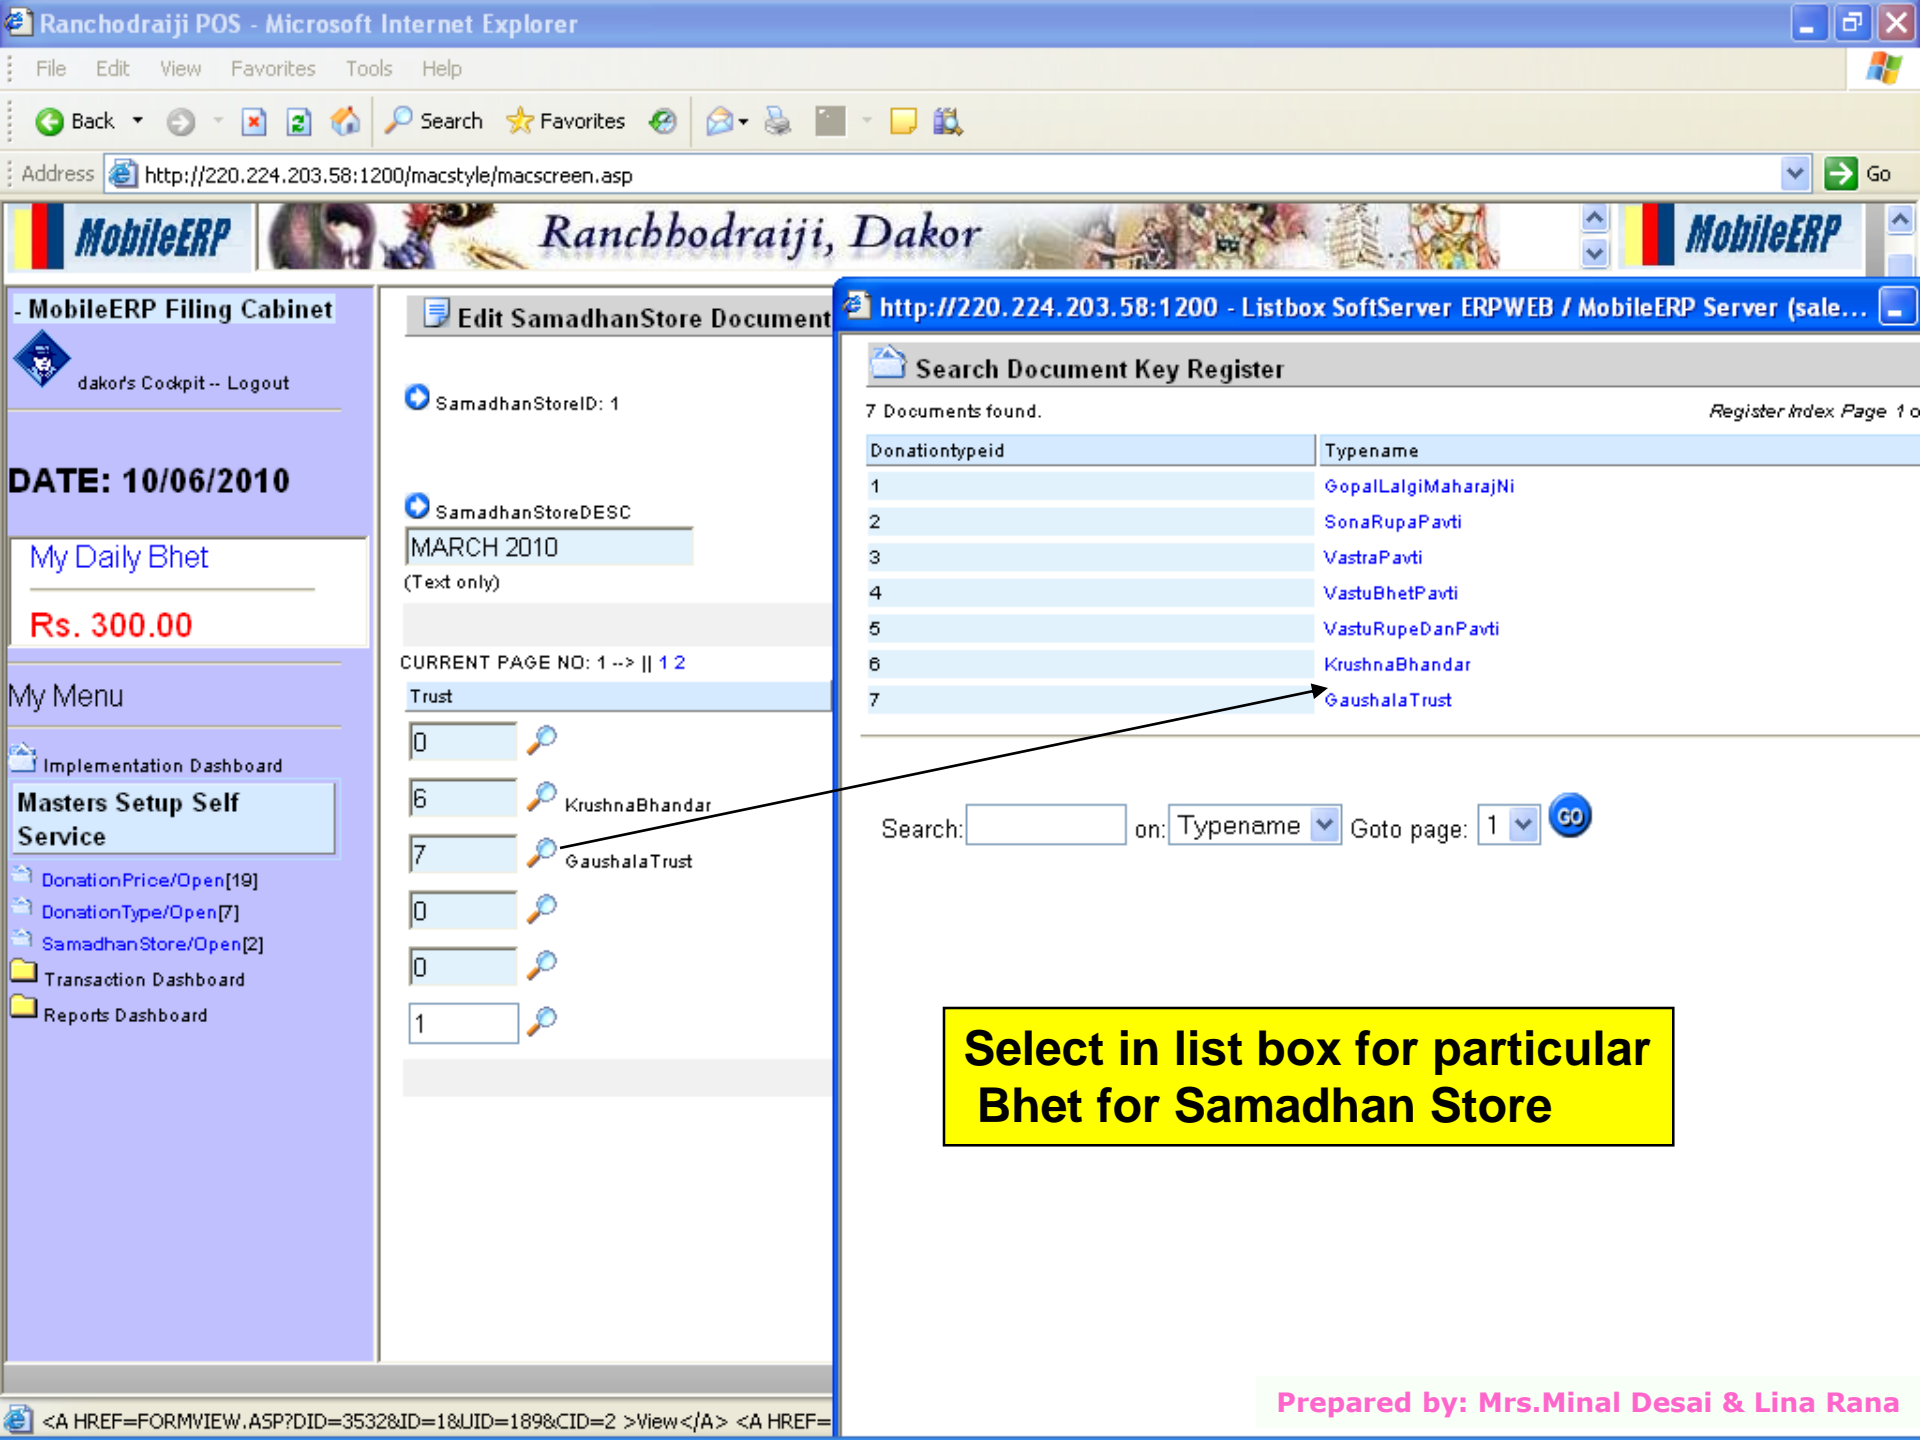 Ranchodraiji POS - Microsoft Internet Explorer
File Edit View Favorites Tools Help
Back Search Favorites
Address http://220.224.203.58:1200/macstyle/macscreen.asp Go
MobileERP Ranchhodraiji, Dakor MobileERP
- MobileERP Filing Cabinet
dakor's Cockpit -- Logout
DATE: 10/06/2010
My Daily Bhet
Rs. 300.00
My Menu
Implementation Dashboard
Masters Setup Self
Service
DonationPrice/Open[19]
DonationType/Open[7]
SamadhanStore/Open[2]
Transaction Dashboard
Reports Dashboard
Edit SamadhanStore Document
SamadhanStoreID: 1
SamadhanStoreDESC
MARCH 2010
(Text only)
CURRENT PAGE NO: 1 --> || 1 2
Trust
0
6 KrushnaBhandar
7 GaushalaTrust
0
0
1
http://220.224.203.58:1200 - Listbox SoftServer ERPWEB / MobileERP Server (sale...
Search Document Key Register
7 Documents found. Register Index Page 1 o
Donationtypeid Typename
1 GopalLalgiMaharajNi
2 SonaRupaPavti
3 VastraPavti
4 VastuBhetPavti
5 VastuRupeDanPavti
6 KrushnaBhandar
7 GaushalaTrust
Search: on: Typename Goto page: 1 GO
Select in list box for particular
Bhet for Samadhan Store
Prepared by: Mrs.Minal Desai & Lina Rana
<A HREF=FORMVIEW.ASP?DID=3532&ID=1&UID=189&CID=2 >View</A> <A HREF=